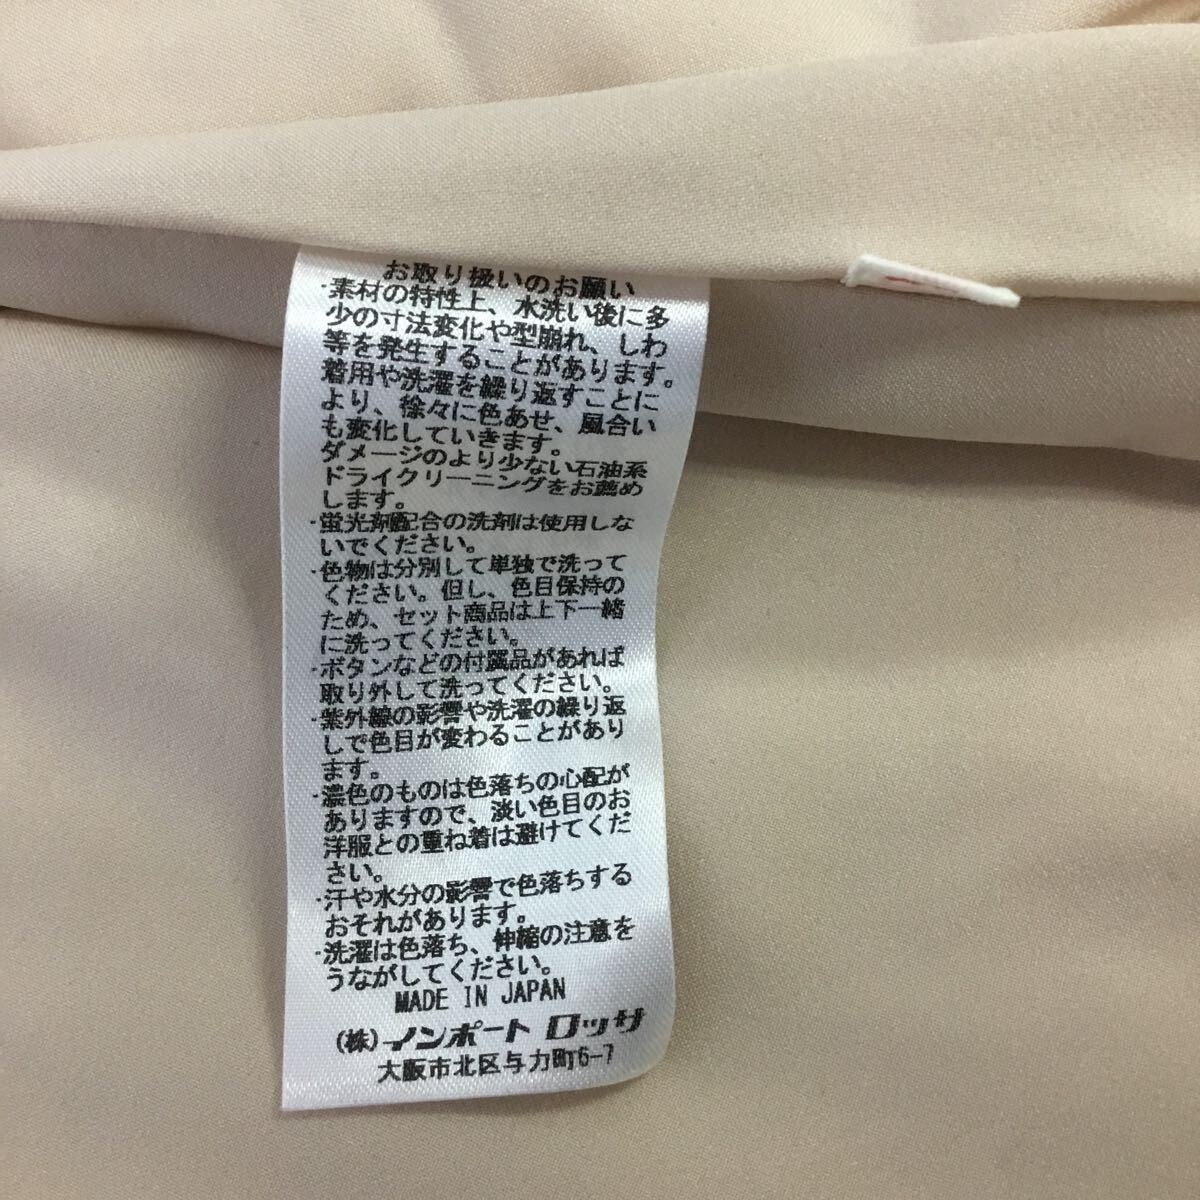 お取り扱いのお願い
・素材の特性上、水洗い後に多
少の寸法変化や型崩れ、しわ
等を発生することがあります。
着用や洗濯を繰り返すことに
より、徐々に色あせ、風合い
も変化していきます。
ダメージのより少ない石油系
ドライクリーニングをお薦め
します。
・蛍光剤配合の洗剤は使用しな
いでください。
・色物は分別して単独で洗って
ください。但し、色目保持の
ため、セット商品は上下一緒
に洗ってください。
・ボタンなどの付属品があれば
取り外して洗ってください。
・紫外線の影響や洗濯の繰り返
しで色目が変わることがあり
ます。
・濃色のものは色落ちの心配が
ありますので、淡い色目のお
洋服との重ね着は避けてくだ
さい。
・汗や水分の影響で色落ちする
おそれがあります。
・洗濯は色落ち、伸縮の注意を
うながしてください。
MADE IN JAPAN
(株)インポート ロッサ
大阪市北区与力町6-7